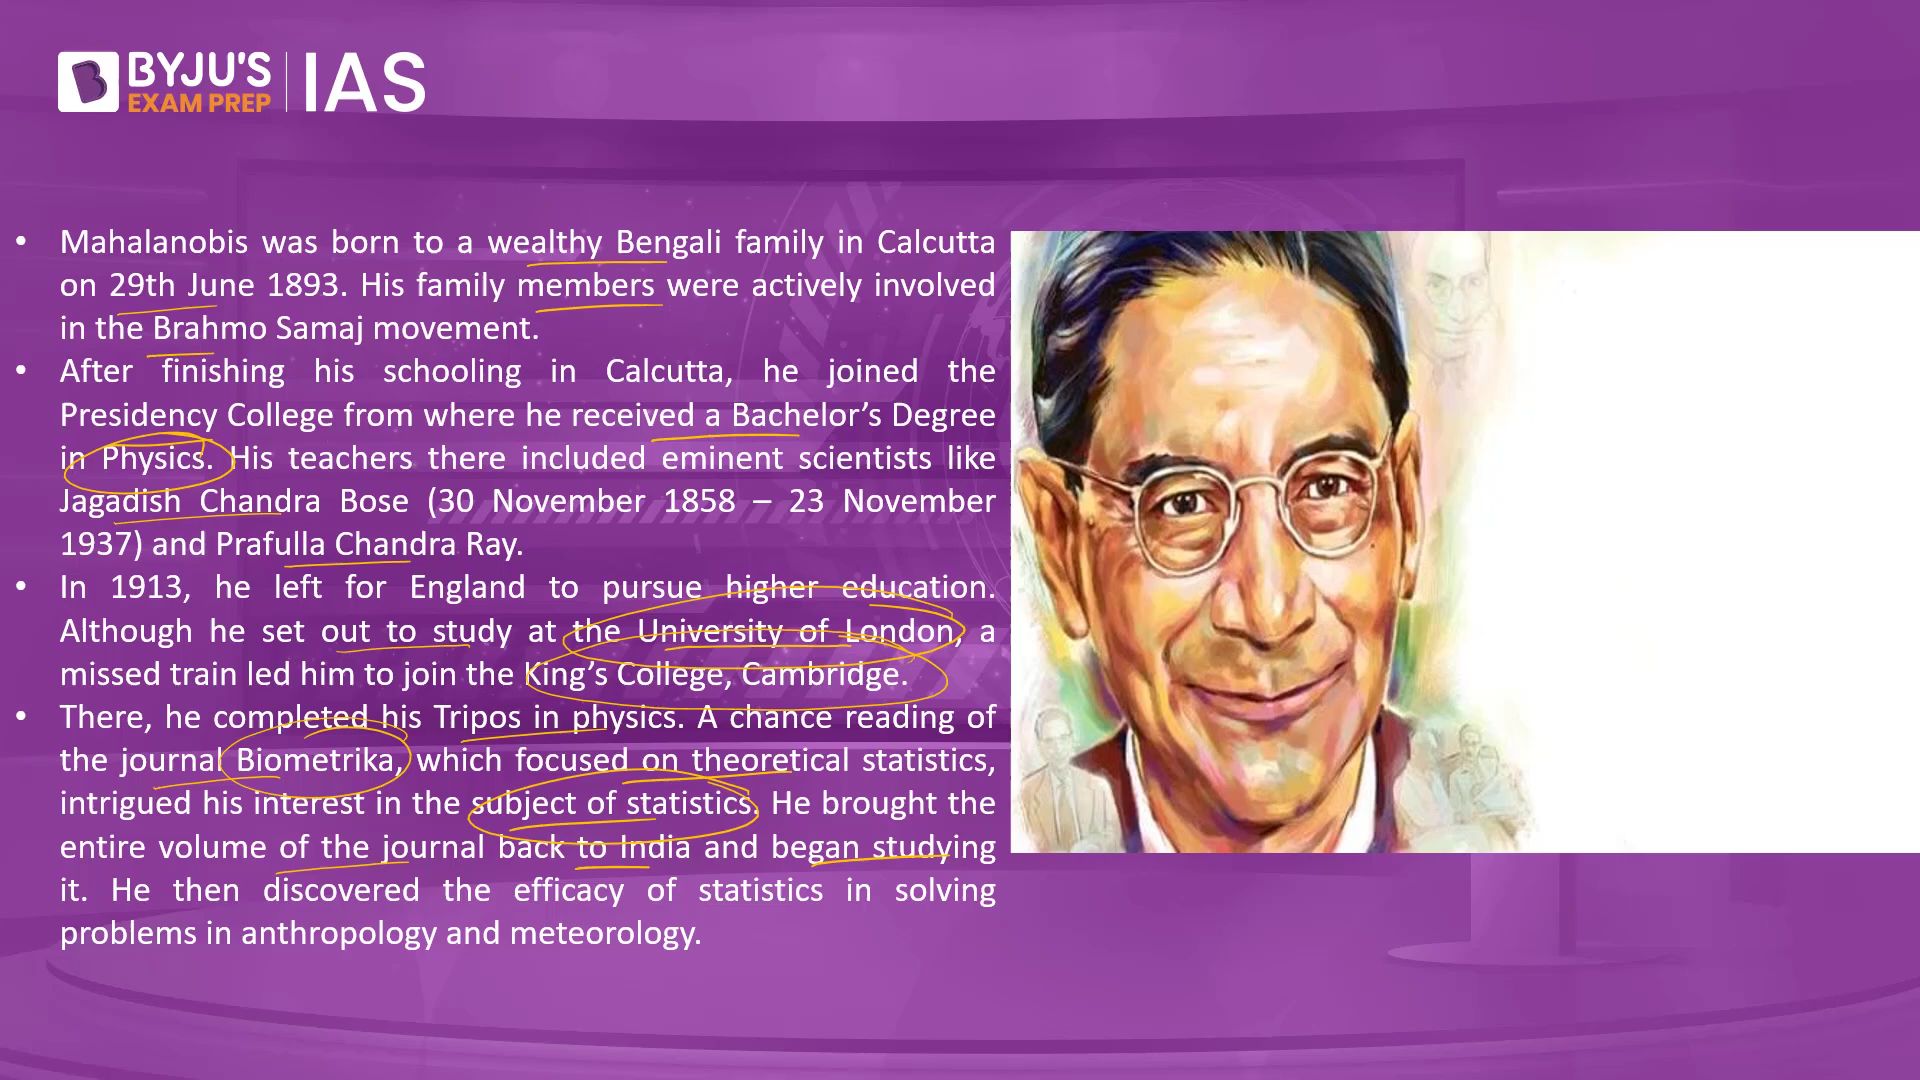 BYJU'S
EXAM PREP
IAS
• Mahalanobis was born to a wealthy Bengali family in Calcutta
on 29th June 1893. His family members were actively involved
in the Brahmo Samaj movement.
• After finishing his schooling in Calcutta, he joined the
Presidency College from where he received a Bachelor’s Degree
in Physics. His teachers there included eminent scientists like
Jagadish Chandra Bose (30 November 1858 – 23 November
1937) and Prafulla Chandra Ray.
• In 1913, he left for England to pursue higher education.
Although he set out to study at the University of London, a
missed train led him to join the King’s College, Cambridge.
• There, he completed his Tripos in physics. A chance reading of
the journal Biometrika, which focused on theoretical statistics,
intrigued his interest in the subject of statistics. He brought the
entire volume of the journal back to India and began studying
it. He then discovered the efficacy of statistics in solving
problems in anthropology and meteorology.